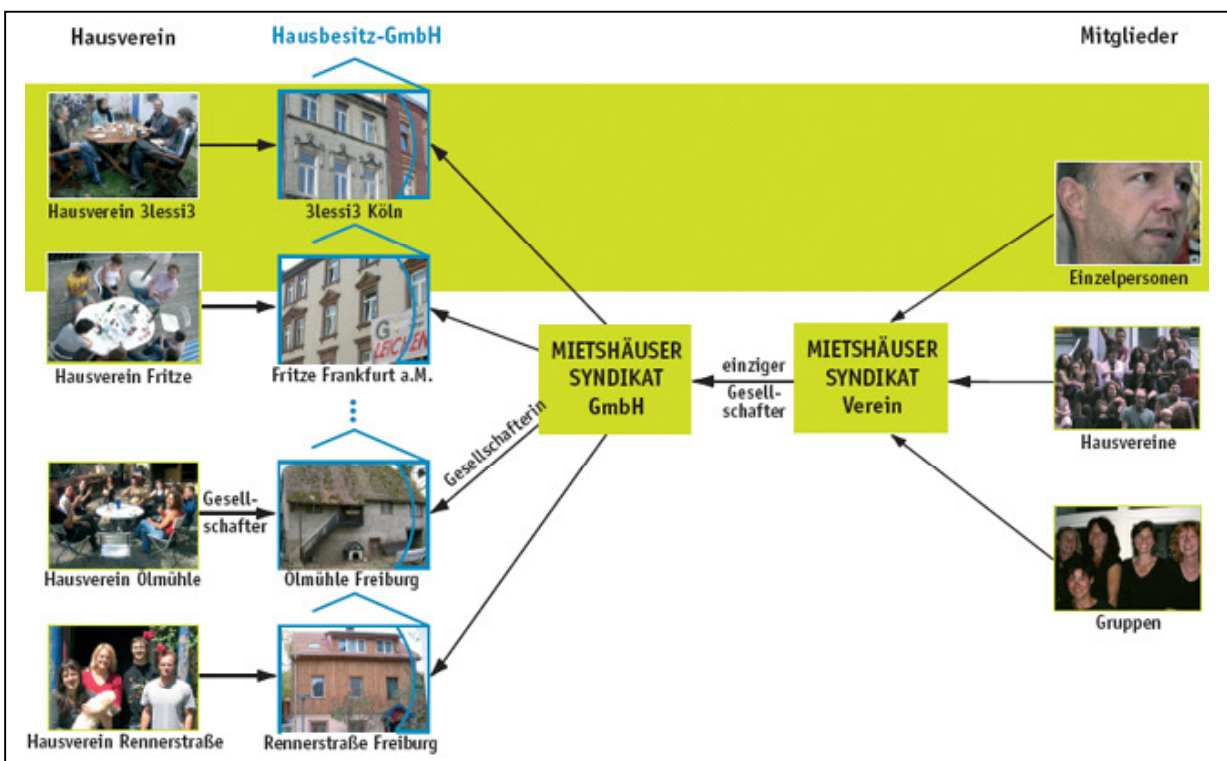 Hausverein
Hausbesitz-GmbH
Mitglieder
Hausverein 3lessi3
3lessi3 Köln
Einzelpersonen
Hausverein Fritze
G
LEICHEN
Fritze Frankfurt a.M.
MIETSHÄUSER
SYNDIKAT
GmbH
einziger
Gesell-
schafter
MIETSHÄUSER
SYNDIKAT
Verein
Hausvereine
Gesellschafterin
Gesell-
schafter
Hausverein Ölmühle
Ölmühle Freiburg
Gruppen
Hausverein Rennerstraße
Rennerstraße Freiburg